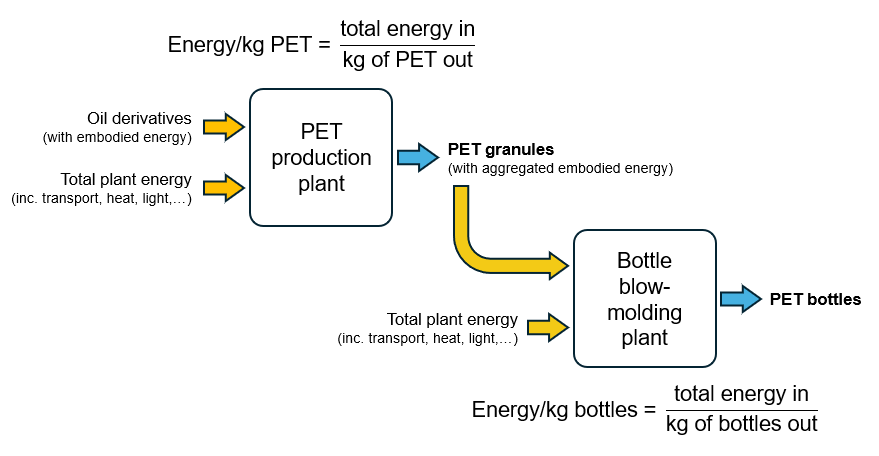 Energy/kg PET = total energy in
kg of PET out
Oil derivatives
(with embodied energy)
PET
production
plant
PET granules
(with aggregated embodied energy)
Total plant energy
(inc. transport, heat, light,...)
Bottle
blow-
molding
plant
PET bottles
Total plant energy
(inc. transport, heat, light,...)
Energy/kg bottles = total energy in
kg of bottles out